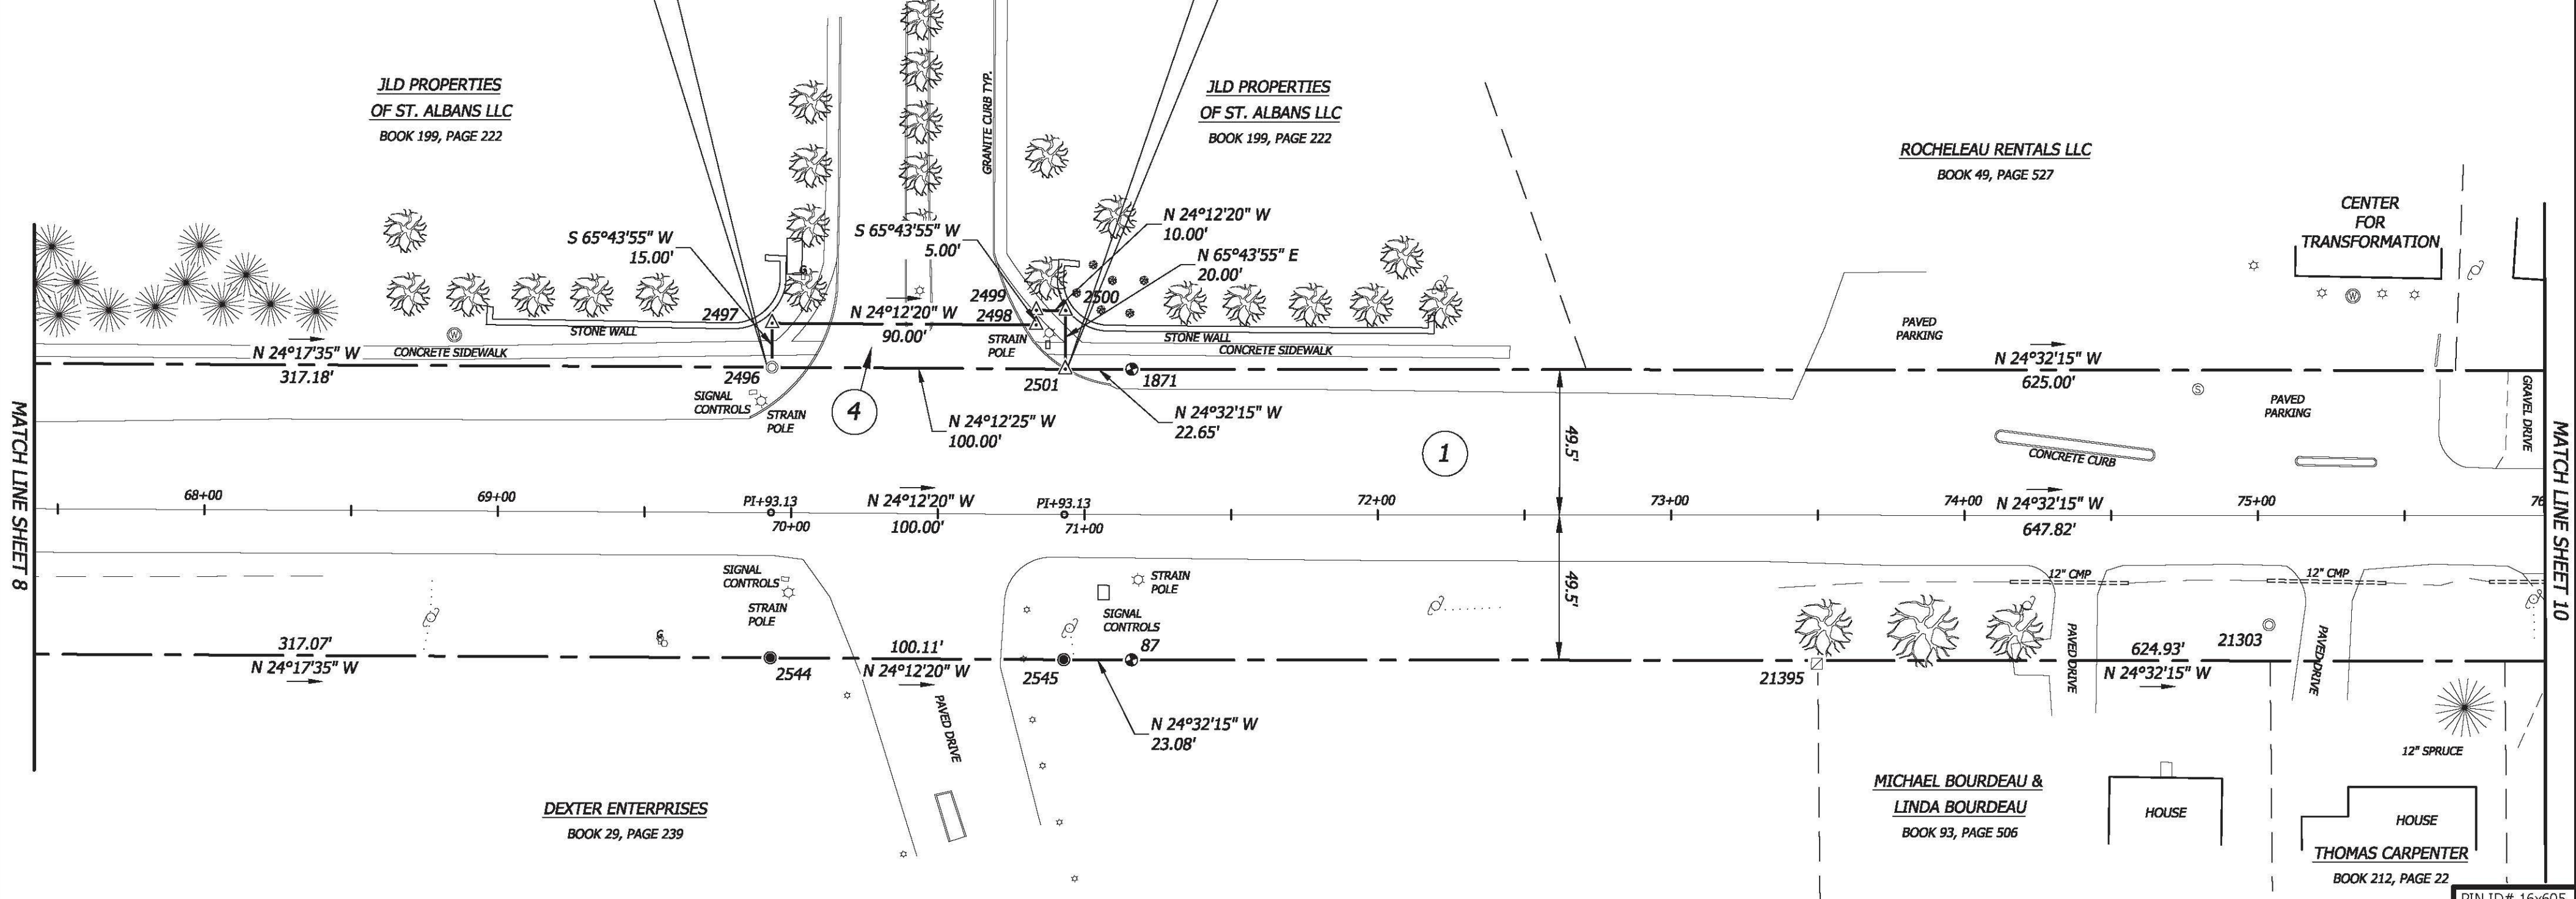 JLD PROPERTIES
OF ST. ALBANS LLC
BOOK 199, PAGE 222
GRANITE CURB TYP.
JLD PROPERTIES
OF ST. ALBANS LLC
BOOK 199, PAGE 222
ROCHELEAU RENTALS LLC
BOOK 49, PAGE 527
CENTER
FOR
TRANSFORMATION
S 65°43'55" W
15.00'
S 65°43'55" W
5.00'
N 24°12'20" W
10.00'
N 65°43'55" E
20.00'
G
2497
N 24°12'20" W
90.00'
2499
2498
2500
W
STONE WALL
CONCRETE SIDEWALK
N 24°17'35" W
317.18'
STRAIN
POLE
STONE WALL
CONCRETE SIDEWALK
PAVED
PARKING
W
N 24°32'15" W
625.00'
2496
2501
1871
SIGNAL
CONTROLS
STRAIN
POLE
4
N 24°12'25" W
100.00'
N 24°32'15" W
22.65'
1
49.5'
S
PAVED
PARKING
GRAVEL DRIVE
CONCRETE CURB
MATCH LINE SHEET 8
MATCH LINE SHEET 10
68+00
69+00
PI+93.13
70+00
N 24°12'20" W
100.00'
PI+93.13
71+00
72+00
73+00
74+00
N 24°32'15" W
647.82'
75+00
76
SIGNAL
CONTROLS
STRAIN
POLE
STRAIN
POLE
SIGNAL
CONTROLS
49.5'
12" CMP
12" CMP
G
317.07'
N 24°17'35" W
2544
100.11'
N 24°12'20" W
2545
87
21395
PAVED DRIVE
624.93'
N 24°32'15" W
21303
PAVED DRIVE
N 24°32'15" W
23.08'
PAVED DRIVE
12" SPRUCE
DEXTER ENTERPRISES
BOOK 29, PAGE 239
MICHAEL BOURDEAU &
LINDA BOURDEAU
BOOK 93, PAGE 506
HOUSE
HOUSE
THOMAS CARPENTER
BOOK 212, PAGE 22
PIN ID# 16v605